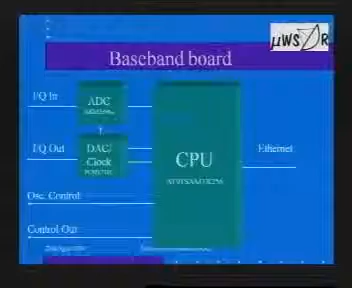 µWSDR
Baseband board
I/Q In
ADC
I/Q Out
DAC/
Clock
CPU
Ethernet
Osc. Control
Control Out